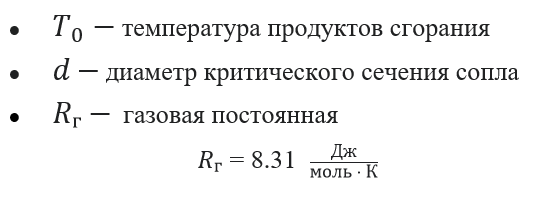 • T₀ — температура продуктов сгорания
• d — диаметр критического сечения сопла
• Rг — газовая постоянная
Rг = 8.31 Дж/моль · К